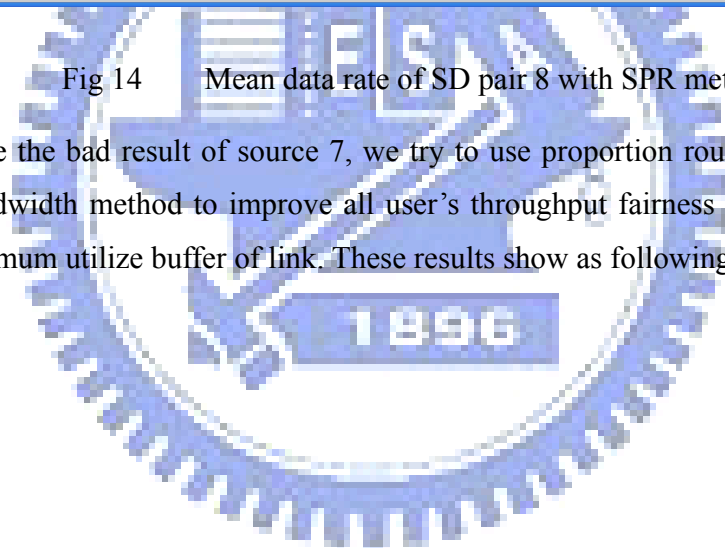 Fig 14 Mean data rate of SD pair 8 with SPR met
e the bad result of source 7, we try to use proportion rou
dwidth method to improve all user's throughput fairness
mum utilize buffer of link. These results show as following
1896